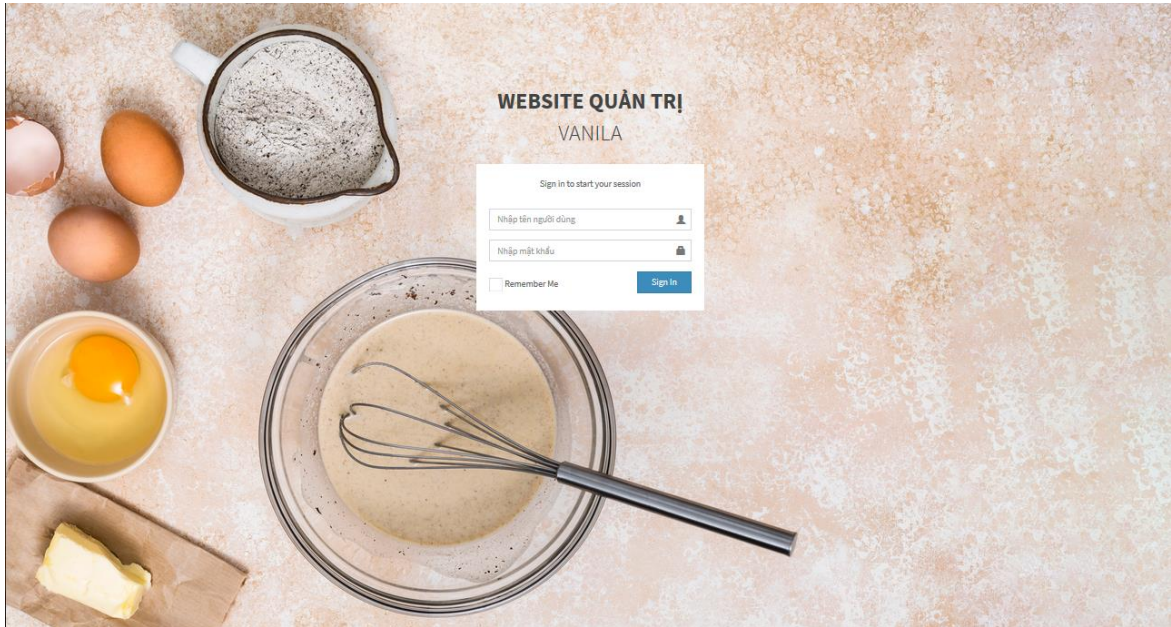 WEBSITE QUẢN TRỊ
VANILA
Sign in to start your session
Nhập tên người dùng
Nhập mật khẩu
Remember Me
Sign In